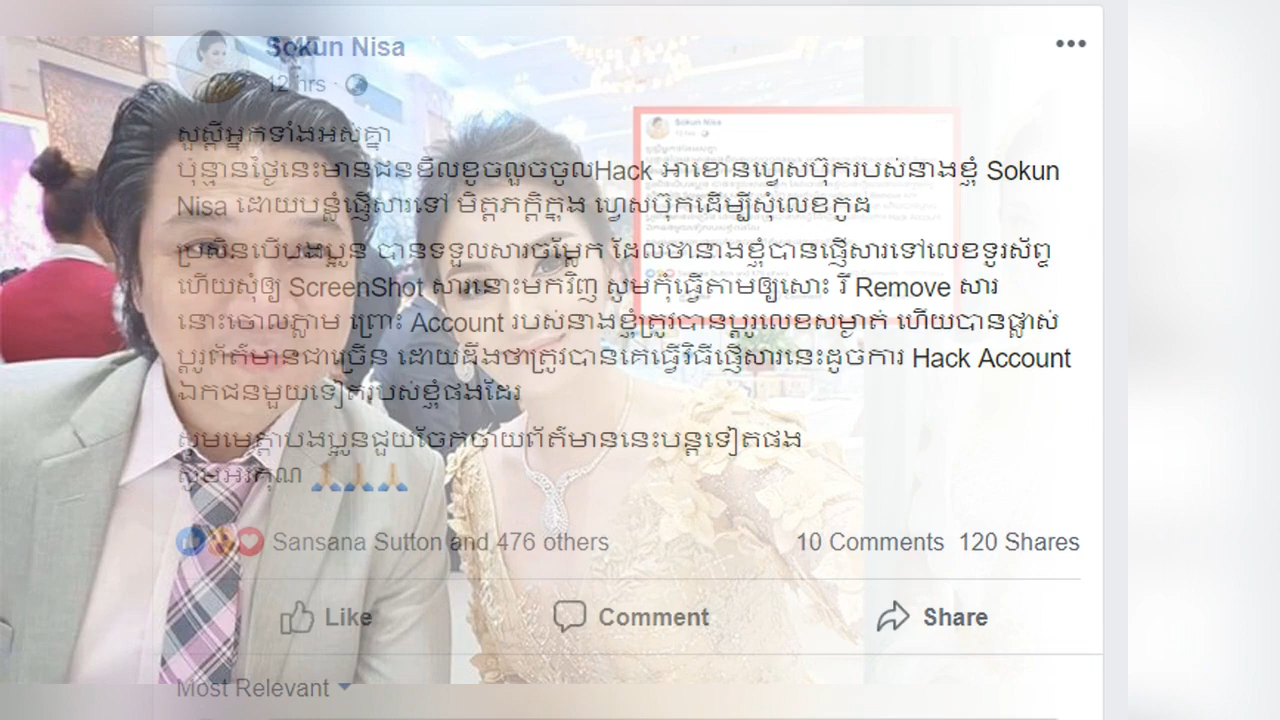 Sokun Nisa
12 hrs ·
សួស្តីអ្នកទាំងអស់គ្នា
ប៉ុន្មានថ្ងៃនេះមានជនខិលខូចលួចចូលHack អាខោនហ្វេសប៊ុករបស់នាងខ្ញុំ Sokun
Nisa ដោយបន្លំផ្ញើសារទៅ មិត្តភក្តិក្នុង ហ្វេសប៊ុកដើម្បីសុំលេខកូដ
ប្រសិនបើបងប្អូន បានទទួលសារចម្លែក ដែលថានាងខ្ញុំបានផ្ញើសារទៅលេខទូរស័ព្ទ
ហើយសុំឲ្យ ScreenShot សារនោះមកវិញ សូមកុំធ្វើតាមឲ្យសោះ រឺ Remove សារ
នោះចោលភ្លាម ព្រោះ Account របស់នាងខ្ញុំត្រូវបានប្តូរលេខសម្ងាត់ ហើយបានផ្លាស់
ប្តូរព័ត៌មានជាច្រើន ដោយដឹងថាត្រូវបានគេធ្វើវិធីផ្ញើសារនេះដូចការ Hack Account
ឯកជនមួយទៀតរបស់ខ្ញុំផងដែរ
សូមមេត្តាបងប្អូនជួយចែកចាយព័ត៌មាននេះបន្តទៀតផង
សូមអរគុណ 🙏🙏🙏
Sansana Sutton and 476 others
10 Comments 120 Shares
Like
Comment
Share
Most Relevant
Sokun Nisa